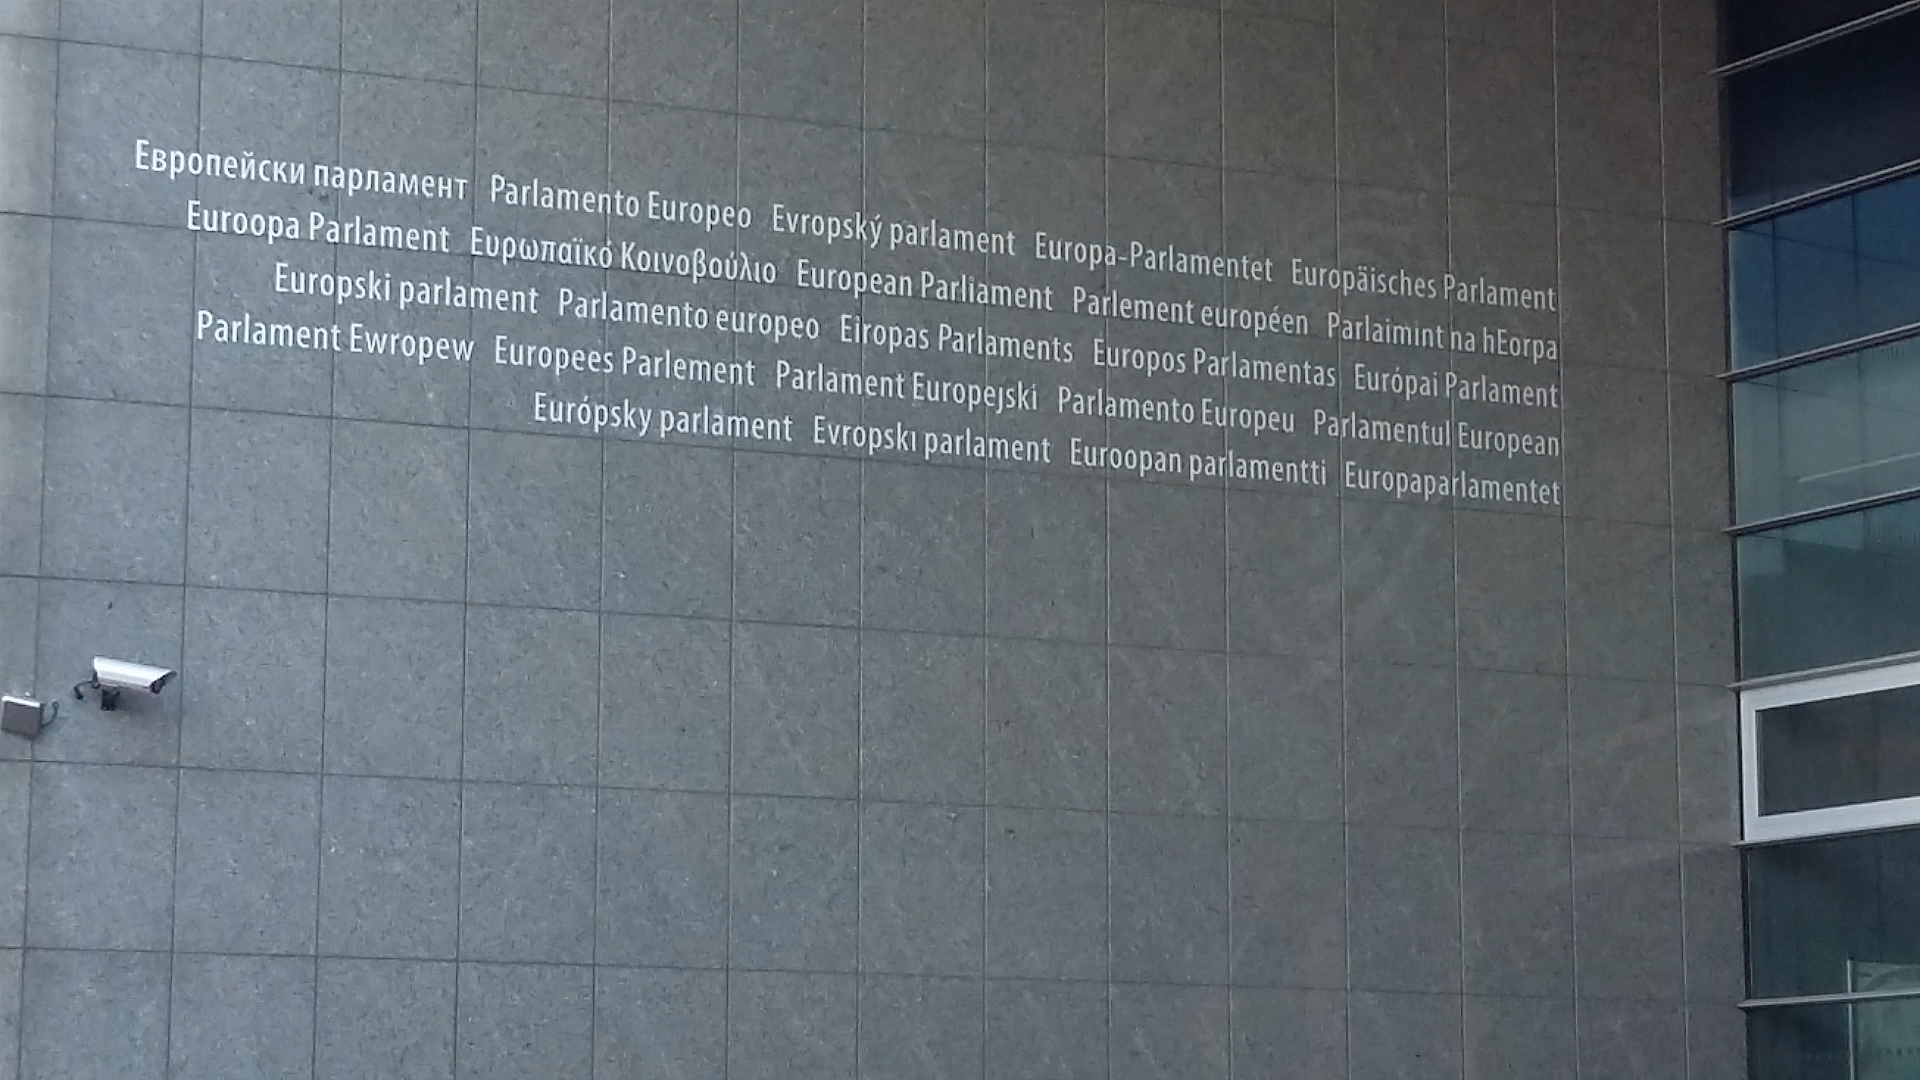 Европейски парламент Parlamento Europeo Evropský parlament Europa-Parlamentet Europäisches Parlament
Euroopa Parlament Ευρωπαϊκό Κοινοβούλιο European Parliament Parlement européen Parlaimint na hEorpa
Europski parlament Parlamento europeo Eiropas Parlaments Europos Parlamentas Európai Parlament
Parlament Ewropew Europees Parlement Parlament Europejski Parlamento Europeu Parlamentul European
Európsky parlament Evropski parlament Euroopan parlamentti Europaparlamentet